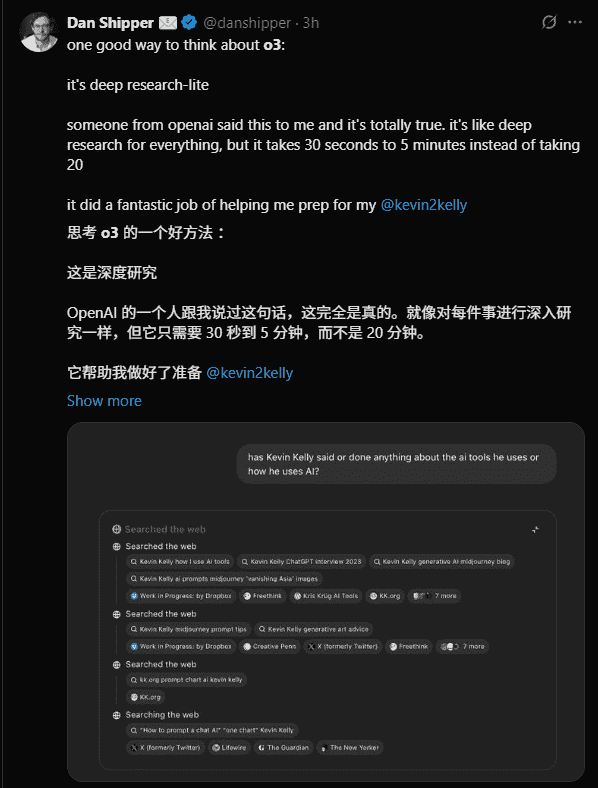 Dan Shipper @danshipper · 3h
one good way to think about o3:
it's deep research-lite
someone from openai said this to me and it's totally true. it's like deep
research for everything, but it takes 30 seconds to 5 minutes instead of taking
20
it did a fantastic job of helping me prep for my @kevin2kelly
思考 o3 的一个好方法：
这是深度研究
OpenAI 的一个人跟我说过这句话，这完全是真的。就像对每件事进行深入研
究一样，但它只需要 30 秒到 5 分钟，而不是 20 分钟。
它帮助我做好了准备 @kevin2kelly
Show more
has Kevin Kelly said or done anything about the ai tools he uses or
how he uses AI?
Searched the web
Searched the web
Kevin Kelly how I use AI tools Kevin Kelly ChatGPT interview 2023 Kevin Kelly generative AI midjourney blog
Kevin Kelly ai prompts midjourney "vanishing Asia" images
Work in Progress: by Dropbox Freethink Kris Krüg AI Tools KK.org 7 more
Searched the web
Kevin Kelly midjourney prompt tips Kevin Kelly generative art advice
Work in Progress: by Dropbox Creative Penn X (formerly Twitter) Freethink 7 more
Searched the web
kk.org prompt chart ai kevin kelly
KK.org
Searching the web
"How to prompt a chat AI" "one chart" Kevin Kelly
X (formerly Twitter) Lifewire The Guardian The New Yorker